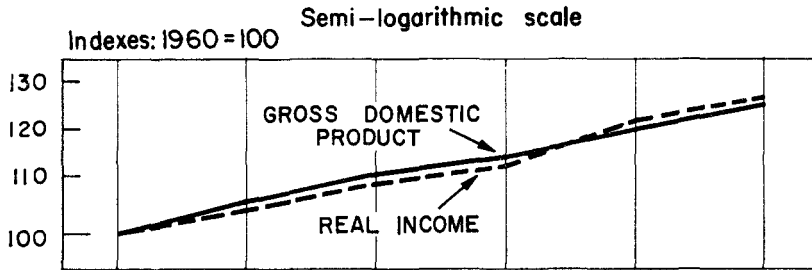 Semi-logarithmic scale
Indexes: 1960=100
130
120
110
100
GROSS DOMESTIC
PRODUCT
REAL INCOME